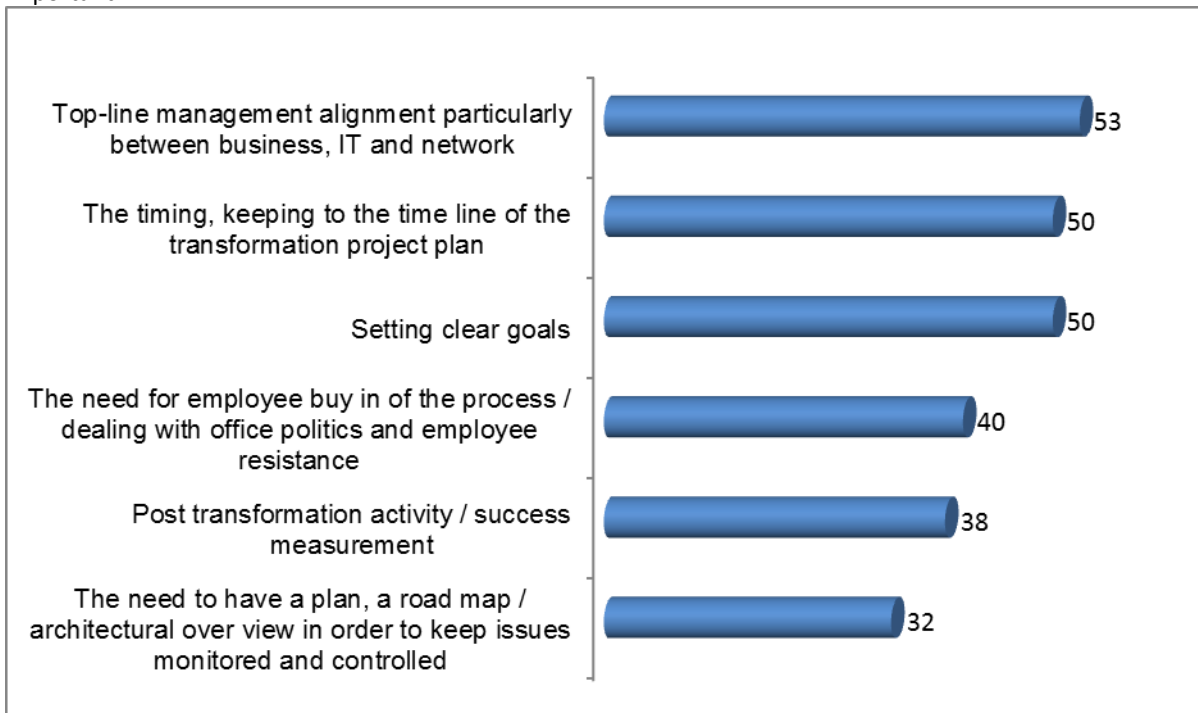 Top-line management alignment particularly
between business, IT and network
53
The timing, keeping to the time line of the
transformation project plan
50
Setting clear goals
50
The need for employee buy in of the process /
dealing with office politics and employee
resistance
40
Post transformation activity / success
measurement
38
The need to have a plan, a road map /
architectural over view in order to keep issues
monitored and controlled
32